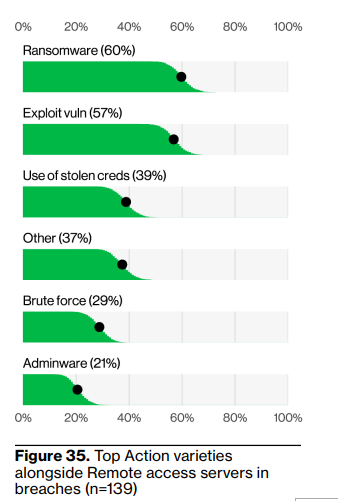 0% 20% 40% 60% 80% 100%
Ransomware (60%)
Exploit vuln (57%)
Use of stolen creds (39%)
Other (37%)
Brute force (29%)
Adminware (21%)
0% 20% 40% 60% 80% 100%
Figure 35. Top Action varieties
alongside Remote access servers in
breaches (n=139)